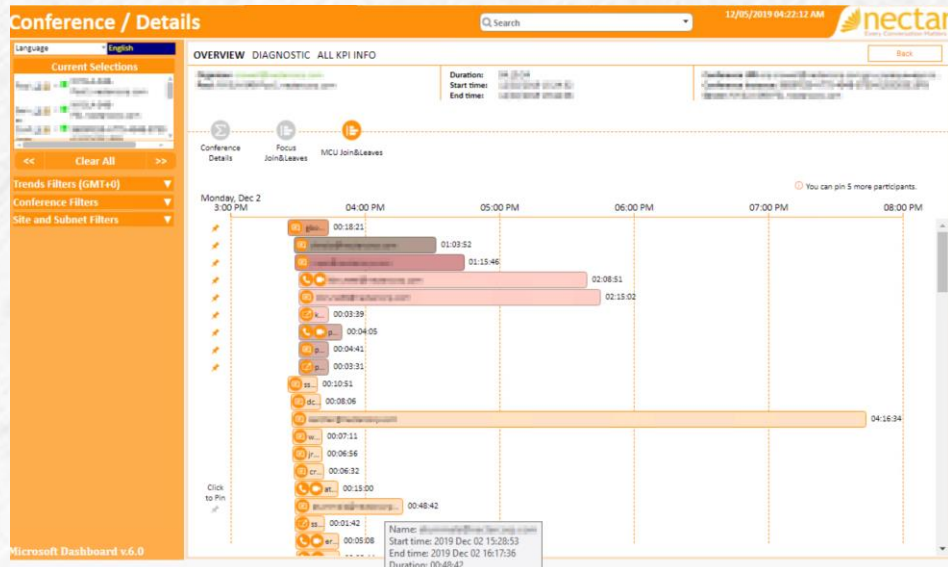 Conference / Details
Search
12/05/2019 04:22:12 AM
nectar
Every Conversation Matters
Language
English
Current Selections
<< Clear All >>
Trends Filters (GMT+0)
Conference Filters
Site and Subnet Filters
Microsoft Dashboard v.6.0
OVERVIEW DIAGNOSTIC ALL KPI INFO
Back
Duration:
Start time:
End time:
Conference Details
Focus Join&Leaves
MCU Join&Leaves
You can pin 5 more participants.
Monday, Dec 2
3:00 PM 04:00 PM 05:00 PM 06:00 PM 07:00 PM 08:00 PM
00:18:21
01:03:52
01:15:46
02:08:51
02:15:02
k... 00:03:39
p... 00:04:05
p... 00:04:41
p... 00:03:31
ss... 00:10:51
dc... 00:08:06
04:16:34
w... 00:07:11
jr... 00:06:56
cr... 00:06:32
at... 00:15:00
00:48:42
ss... 00:01:42
er... 00:05:08
Click
to Pin
Name:
Start time: 2019 Dec 02 15:28:53
End time: 2019 Dec 02 16:17:36
Duration: 00:48:42